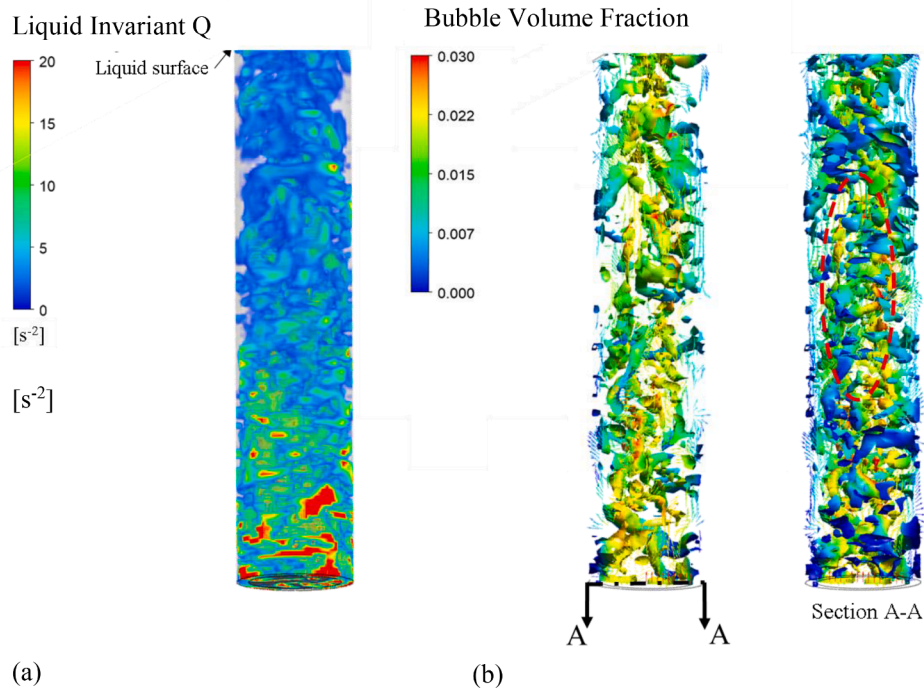 Liquid Invariant Q
Liquid surface
20
15
10
5
0
[s⁻²]
[s⁻²]
(a)
Bubble Volume Fraction
0.030
0.022
0.015
0.007
0.000
A A
Section A-A
(b)